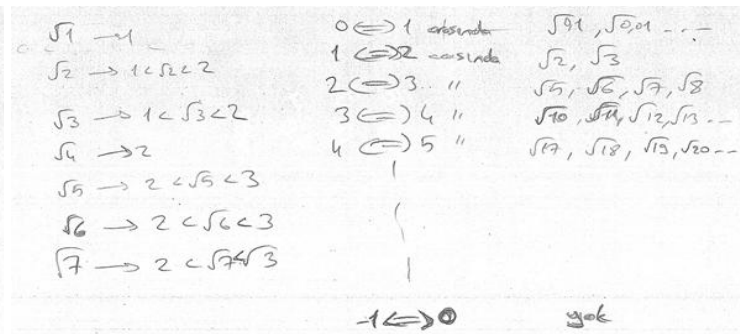 √1 → 1
√2 → 1 < √2 < 2
√3 → 1 < √3 < 2
√4 → 2
√5 → 2 < √5 < 3
√6 → 2 < √6 < 3
√7 → 2 < √7 < √3
0 ⇔ 1 arasında √0,1 , √0,01 ---
1 ⇔ 2 arasında √2, √3
2 ⇔ 3 " √5, √6, √7, √8
3 ⇔ 4 " √10, √11, √12, √13 --
4 ⇔ 5 " √17, √18, √19, √20 --
-1 ⇔ 0 yok